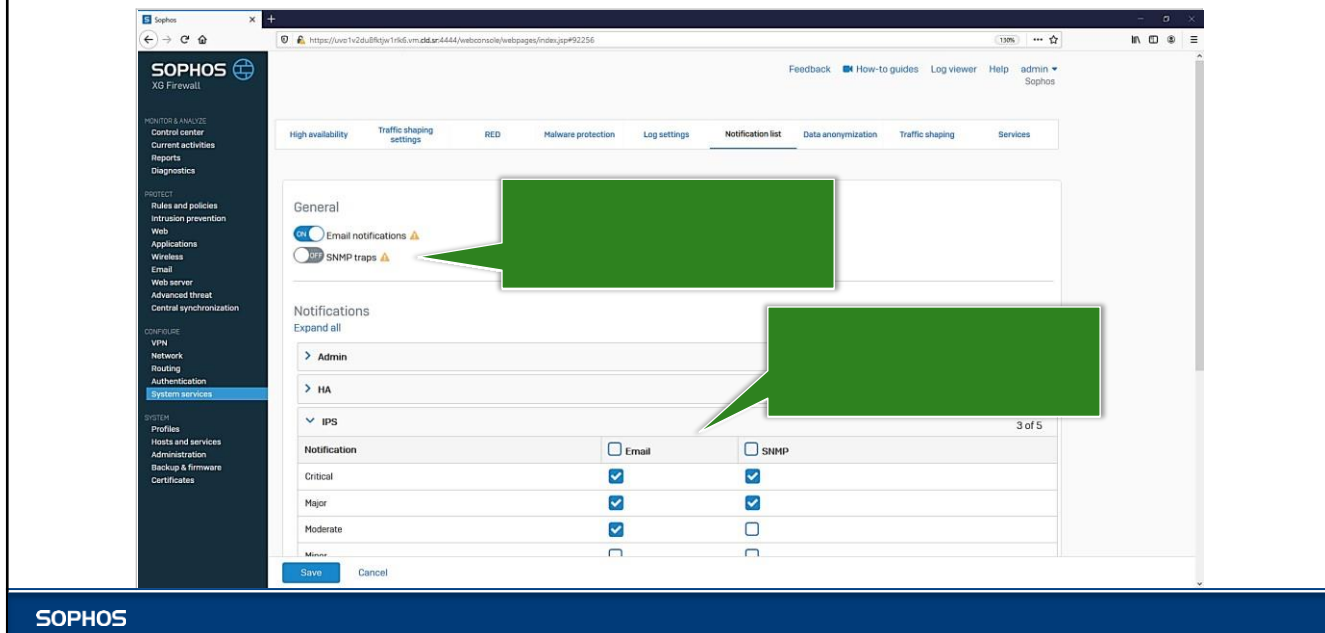 Sophos
https://uvo1v2du8fktjw1rlk6.vm.cld.sr:4444/webconsole/webpages/index.jsp#92256
130%
SOPHOS
XG Firewall
Feedback How-to guides Log viewer Help admin
Sophos
MONITOR & ANALYZE
Control center
Current activities
Reports
Diagnostics
PROTECT
Rules and policies
Intrusion prevention
Web
Applications
Wireless
Email
Web server
Advanced threat
Central synchronization
CONFIGURE
VPN
Network
Routing
Authentication
System services
SYSTEM
Profiles
Hosts and services
Administration
Backup & firmware
Certificates
High availability
Traffic shaping
settings
RED
Malware protection
Log settings
Notification list
Data anonymization
Traffic shaping
Services
General
ON Email notifications
OFF SNMP traps
Notifications
Expand all
Admin
HA
IPS
3 of 5
Notification Email SNMP
Critical
Major
Moderate
Minor
Save Cancel
SOPHOS